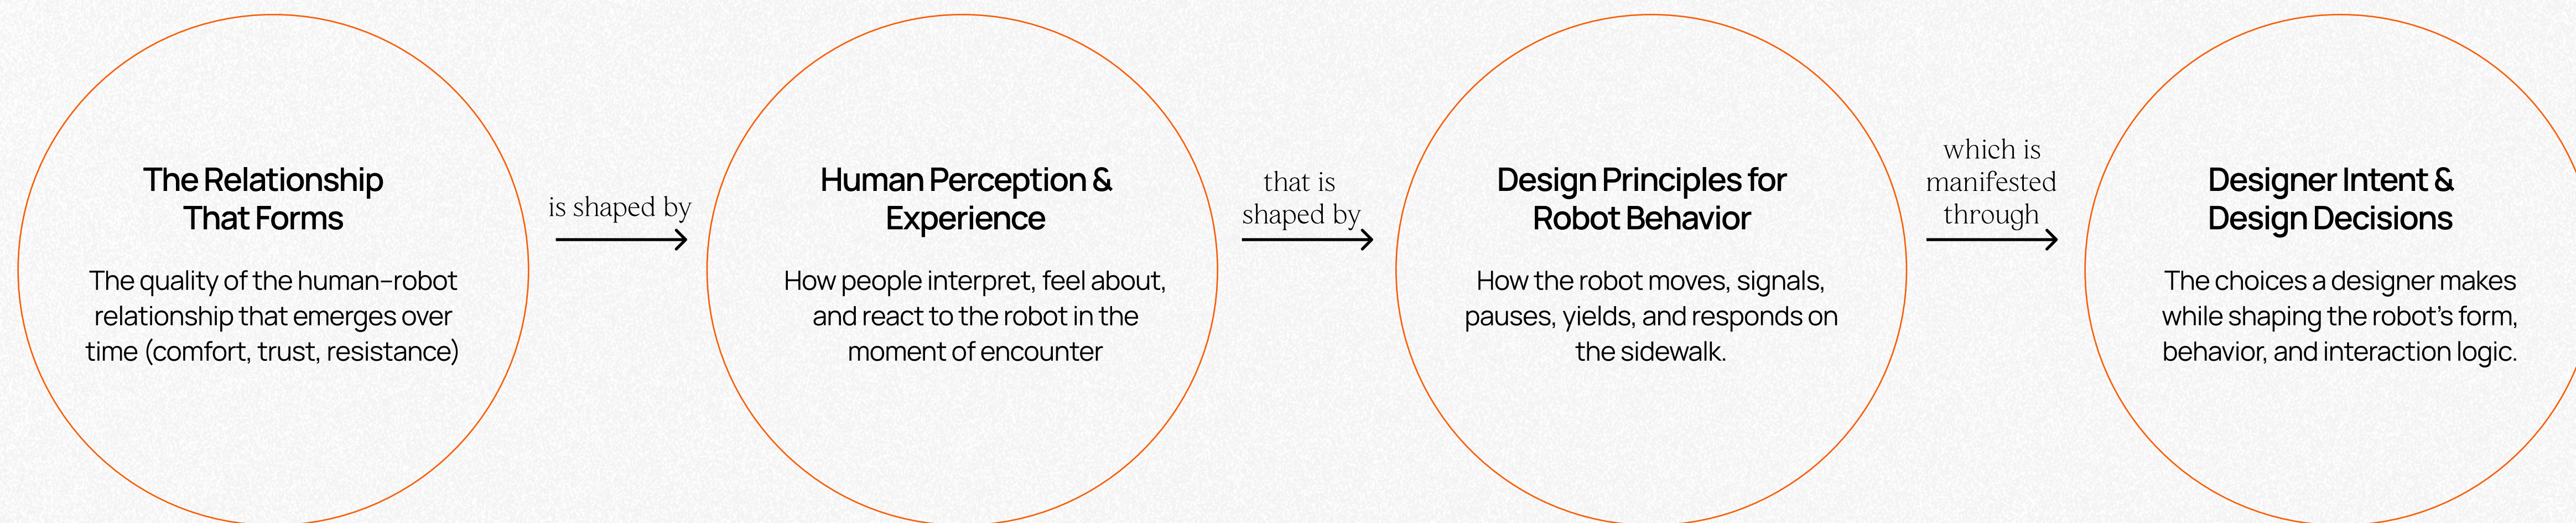 The Relationship
That Forms
The quality of the human–robot
relationship that emerges over
time (comfort, trust, resistance)
is shaped by
Human Perception &
Experience
How people interpret, feel about,
and react to the robot in the
moment of encounter
that is
shaped by
Design Principles for
Robot Behavior
How the robot moves, signals,
pauses, yields, and responds on
the sidewalk.
which is
manifested
through
Designer Intent &
Design Decisions
The choices a designer makes
while shaping the robot’s form,
behavior, and interaction logic.